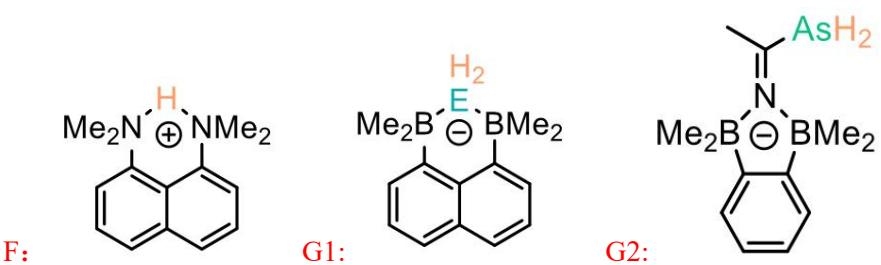 F:
H
Me2N NMe2
+
G1:
H2
E
Me2B BMe2
−
G2:
AsH2
N
Me2B BMe2
−